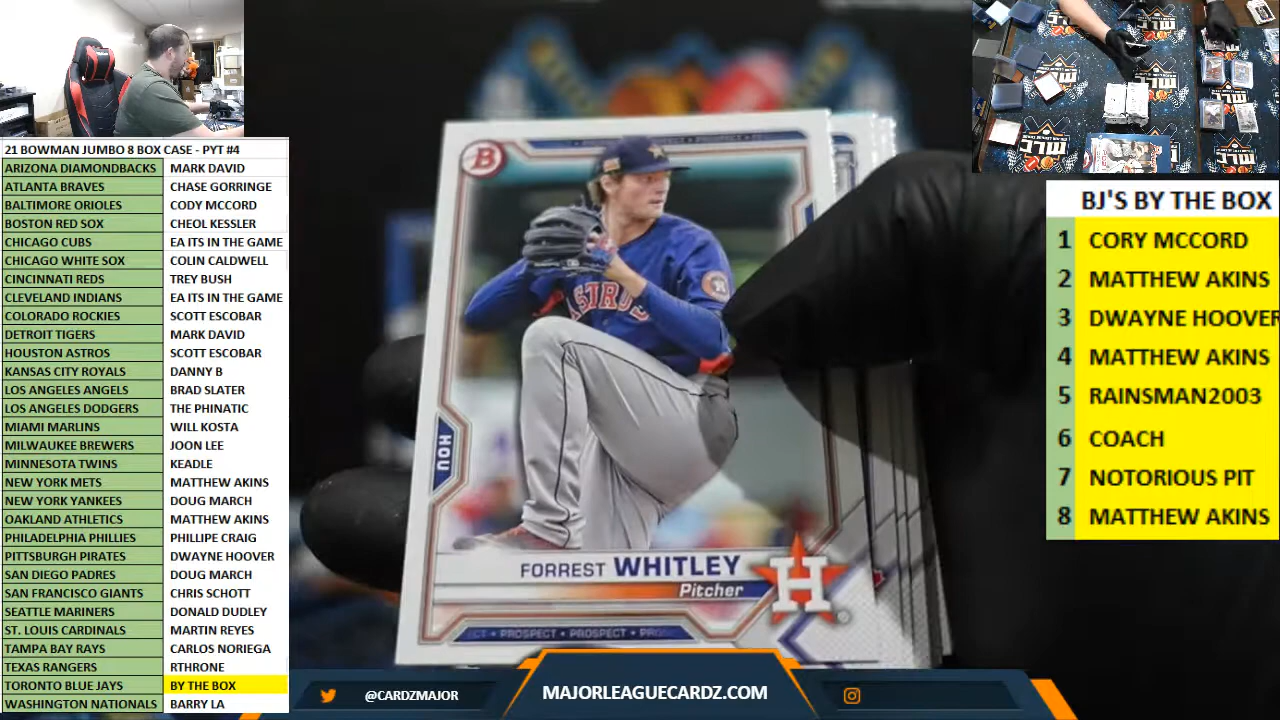 21 BOWMAN JUMBO 8 BOX CASE - PYT #4
ARIZONA DIAMONDBACKS MARK DAVID
ATLANTA BRAVES CHASE GORRINGE
BALTIMORE ORIOLES CODY MCCORD
BOSTON RED SOX CHEOL KESSLER
CHICAGO CUBS EA ITS IN THE GAME
CHICAGO WHITE SOX COLIN CALDWELL
CINCINNATI REDS TREY BUSH
CLEVELAND INDIANS EA ITS IN THE GAME
COLORADO ROCKIES SCOTT ESCOBAR
DETROIT TIGERS MARK DAVID
HOUSTON ASTROS SCOTT ESCOBAR
KANSAS CITY ROYALS DANNY B
LOS ANGELES ANGELS BRAD SLATER
LOS ANGELES DODGERS THE PHINATIC
MIAMI MARLINS WILL KOSTA
MILWAUKEE BREWERS JOON LEE
MINNESOTA TWINS KEADLE
NEW YORK METS MATTHEW AKINS
NEW YORK YANKEES DOUG MARCH
OAKLAND ATHLETICS MATTHEW AKINS
PHILADELPHIA PHILLIES PHILLIPE CRAIG
PITTSBURGH PIRATES DWAYNE HOOVER
SAN DIEGO PADRES DOUG MARCH
SAN FRANCISCO GIANTS CHRIS SCHOTT
SEATTLE MARINERS DONALD DUDLEY
ST. LOUIS CARDINALS MARTIN REYES
TAMPA BAY RAYS CARLOS NORIEGA
TEXAS RANGERS RTHRONE
TORONTO BLUE JAYS BY THE BOX
WASHINGTON NATIONALS BARRY LA
B
ASTROS
HOU
FORREST WHITLEY
Pitcher
H
PROSPECT • PROSPECT
@CARDZMAJOR
MAJORLEAGUECARDZ.COM
MLC
BJ'S BY THE BOX
1 CORY MCCORD
2 MATTHEW AKINS
3 DWAYNE HOOVER
4 MATTHEW AKINS
5 RAINSMAN2003
6 COACH
7 NOTORIOUS PIT
8 MATTHEW AKINS